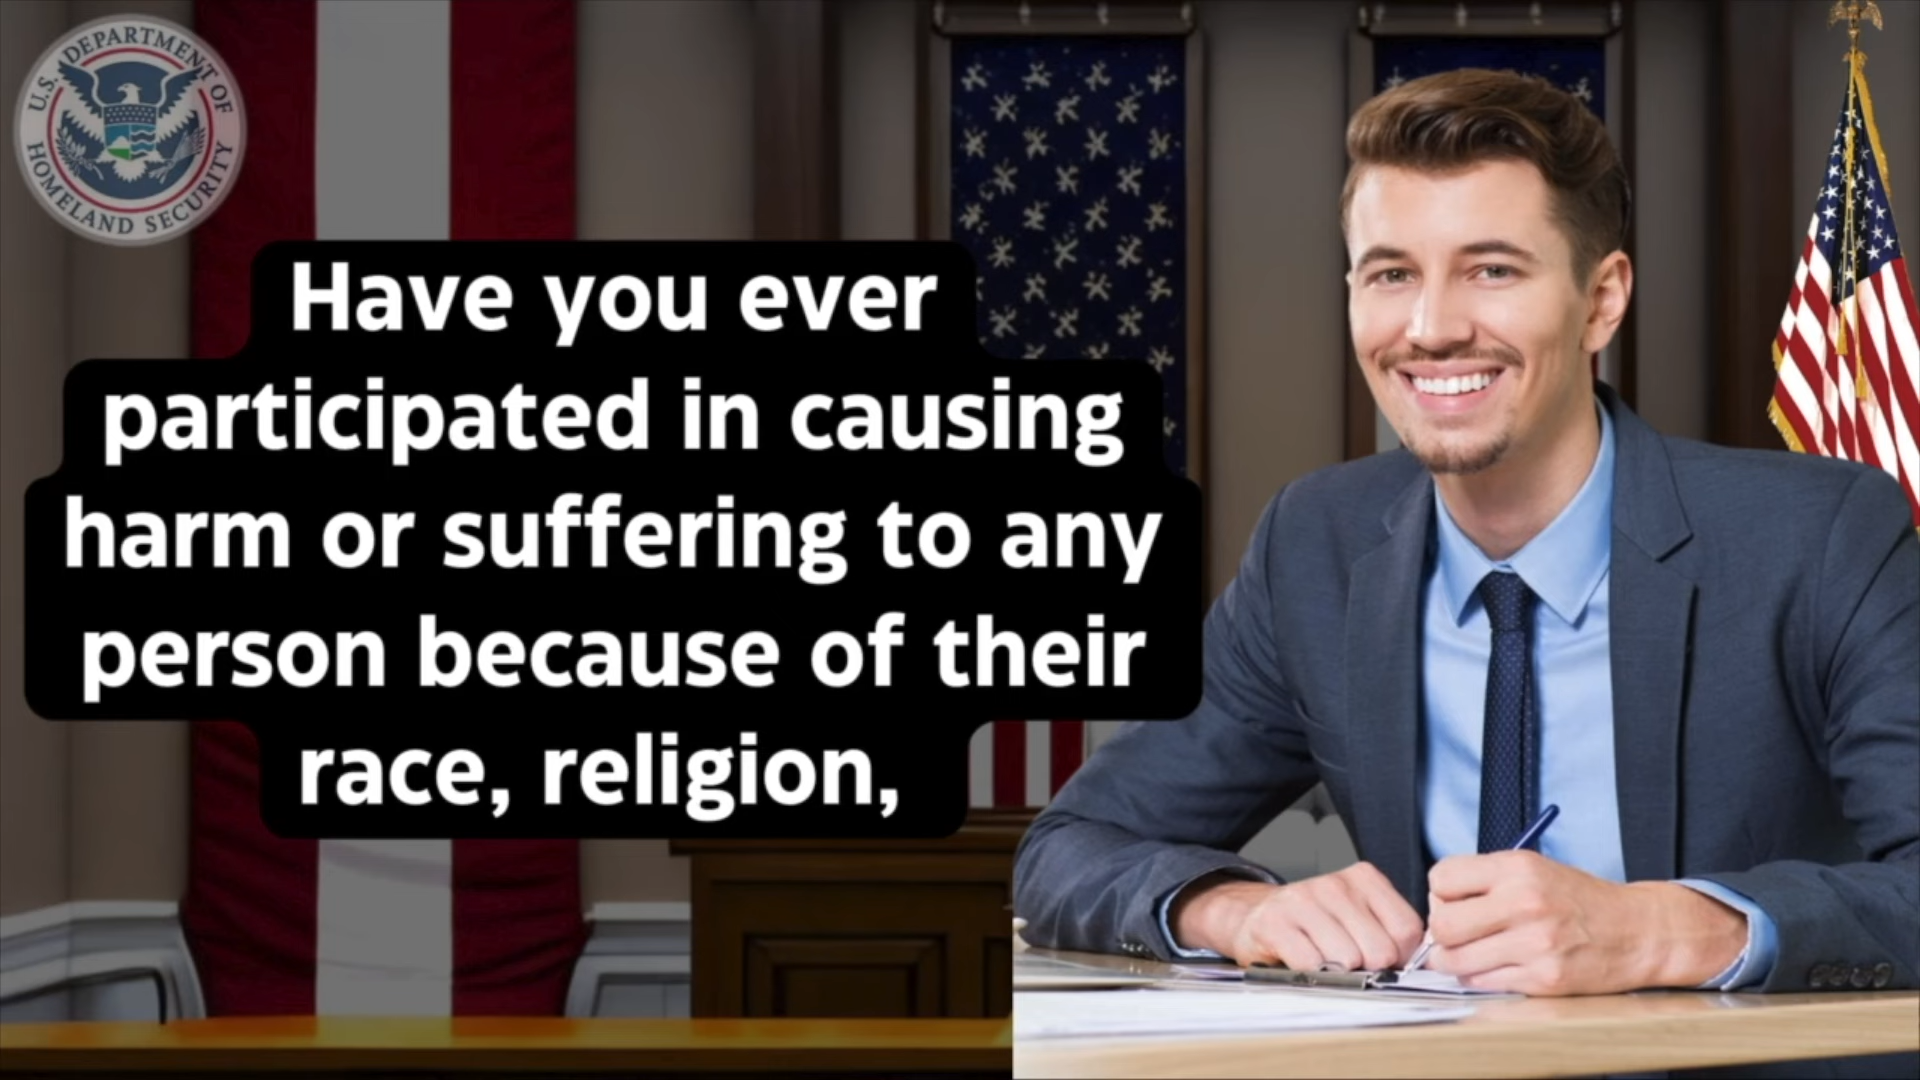 U.S. DEPARTMENT OF
HOMELAND SECURITY
Have you ever
participated in causing
harm or suffering to any
person because of their
race, religion,